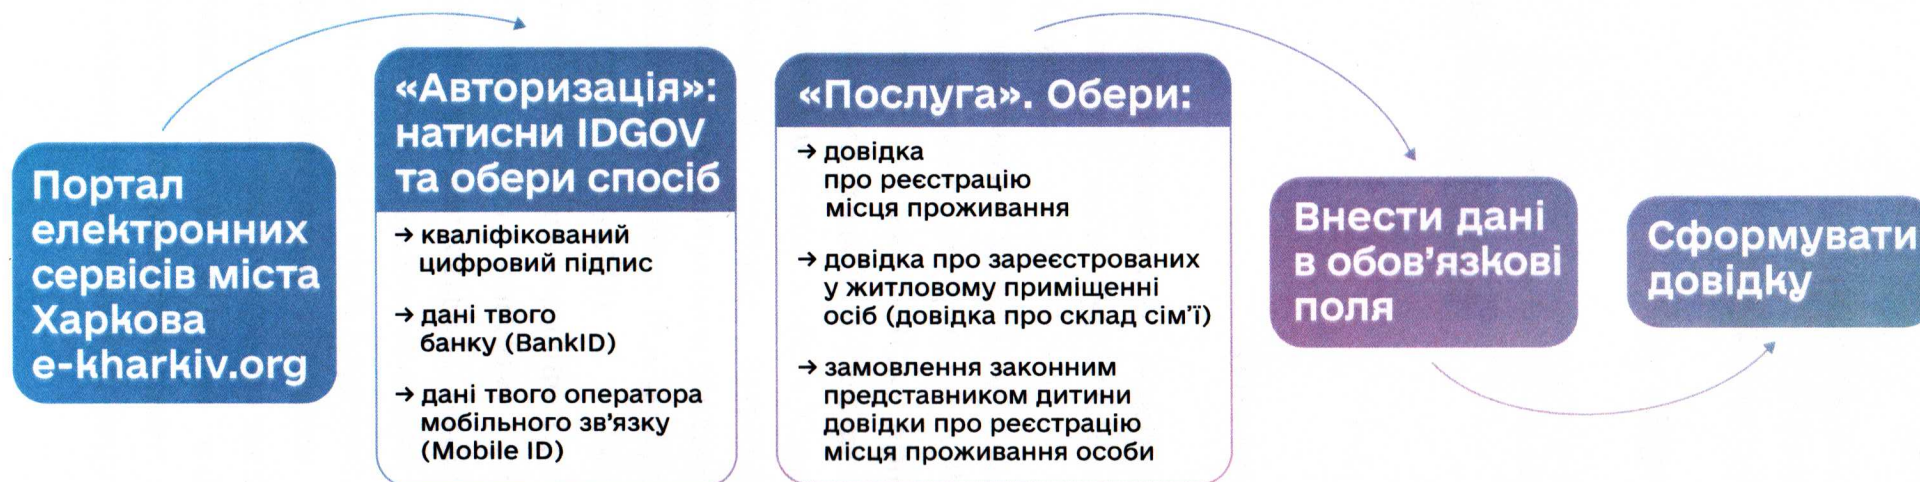 Портал
електронних
сервісів міста
Харкова
e-kharkiv.org
«Авторизація»:
натисни IDGOV
та обери спосіб
→ кваліфікований
цифровий підпис
→ дані твого
банку (BankID)
→ дані твого оператора
мобільного зв’язку
(Mobile ID)
«Послуга». Обери:
→ довідка
про реєстрацію
місця проживання
→ довідка про зареєстрованих
у житловому приміщенні
осіб (довідка про склад сім’ї)
→ замовлення законним
представником дитини
довідки про реєстрацію
місця проживання особи
Внести дані
в обов’язкові
поля
Сформувати
довідку